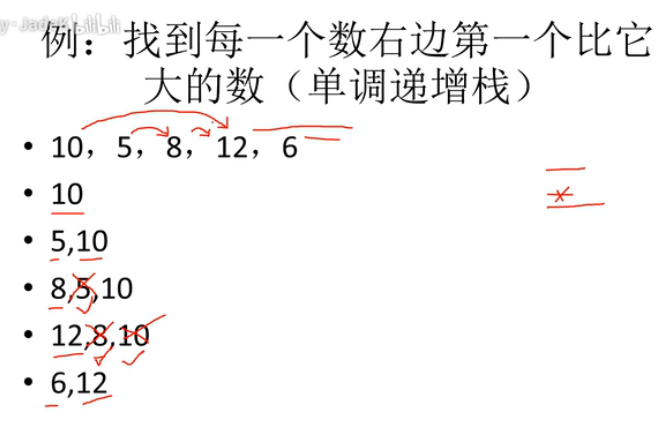 y-JadeK bilibili
例：找到每一个数右边第一个比它
大的数（单调递增栈）
• 10，5，8，12，6
• 10
• 5,10
• 8,5,10
• 12,8,10
• 6,12